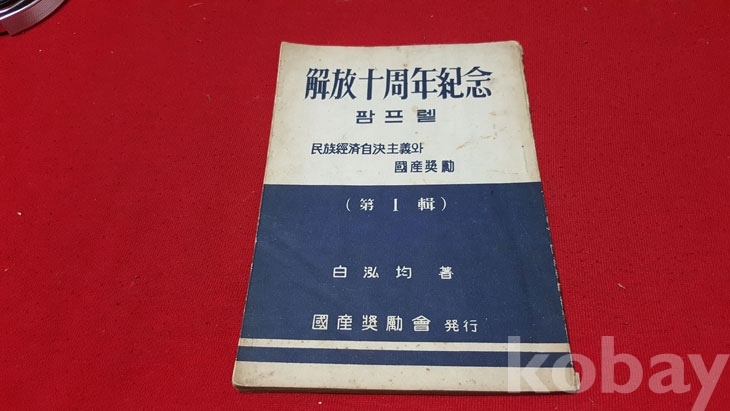 解放十周年紀念
팜프렡
民族經済自決主義와
國産奬勵
(第 I 輯)
白泓均 著
國産奬勵會 発行
kobay